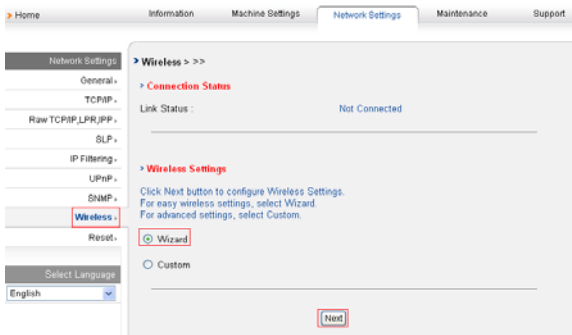 Home
Information Machine Settings Network Settings Maintenance Support
Network Settings
General
TCP/IP
Raw TCP/IP,LPR,IPP
SLP
IP Filtering
UPnP
SNMP
Wireless
Reset
Select Language
English
Wireless > >>
Connection Status
Link Status : Not Connected
Wireless Settings
Click Next button to configure Wireless Settings.
For easy wireless settings, select Wizard.
For advanced settings, select Custom.
Wizard
Custom
Next